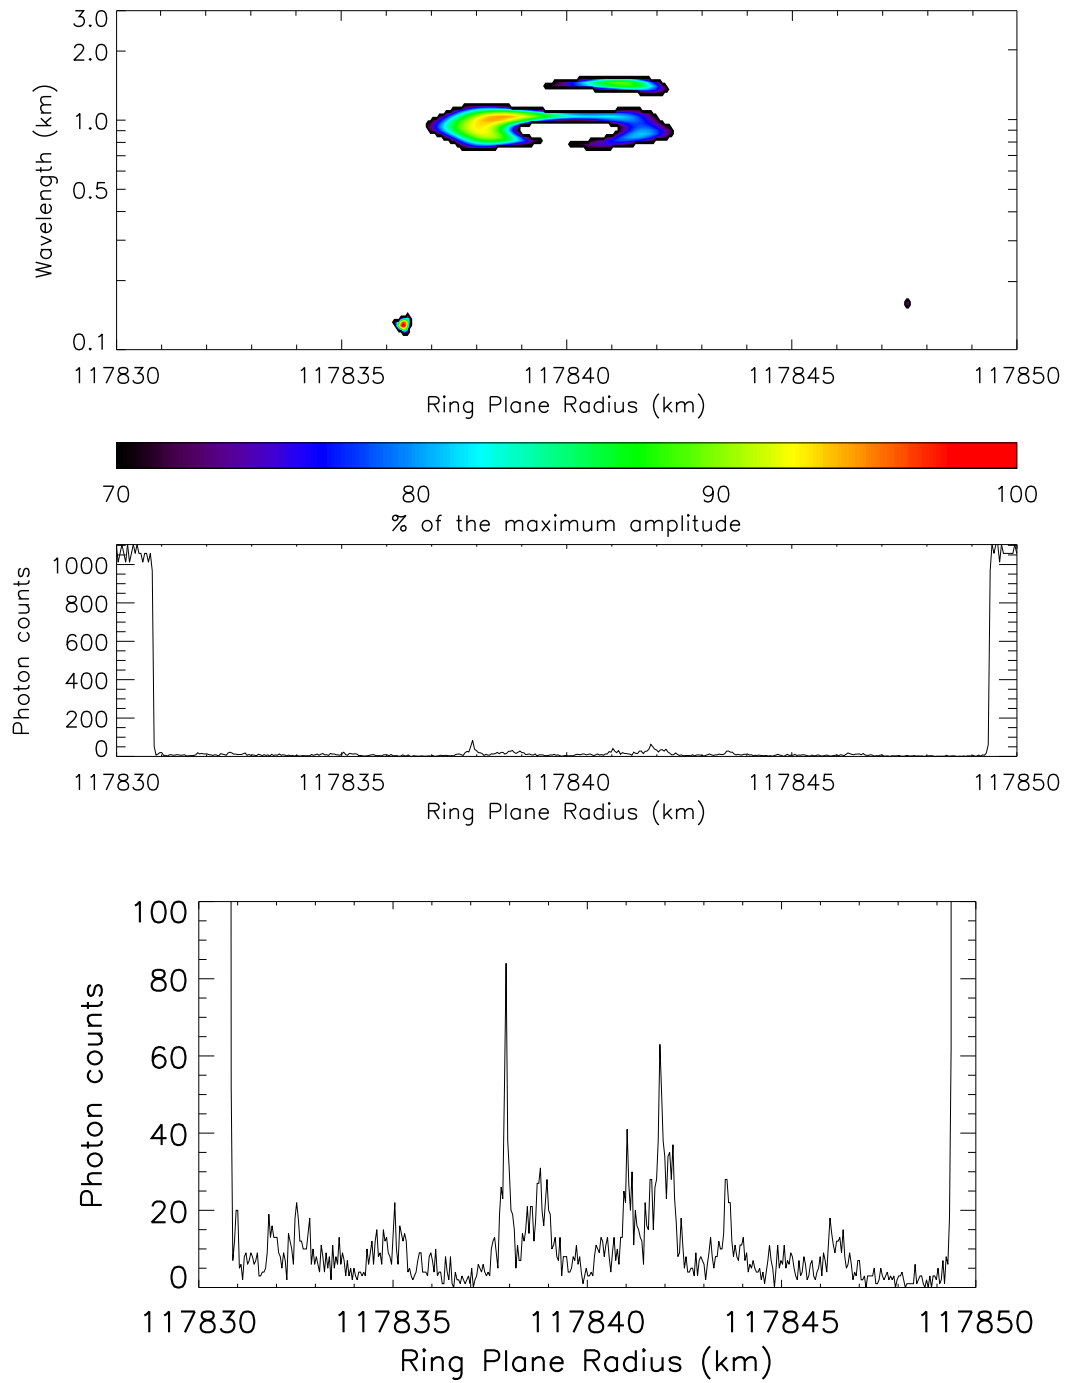 3.0
2.0
1.0
0.5
0.1
Wavelength (km)
117830 117835 117840 117845 117850
Ring Plane Radius (km)
70 80 90 100
% of the maximum amplitude
1000
800
600
400
200
0
Photon counts
117830 117835 117840 117845 117850
Ring Plane Radius (km)
100
80
60
40
20
0
Photon counts
117830 117835 117840 117845 117850
Ring Plane Radius (km)